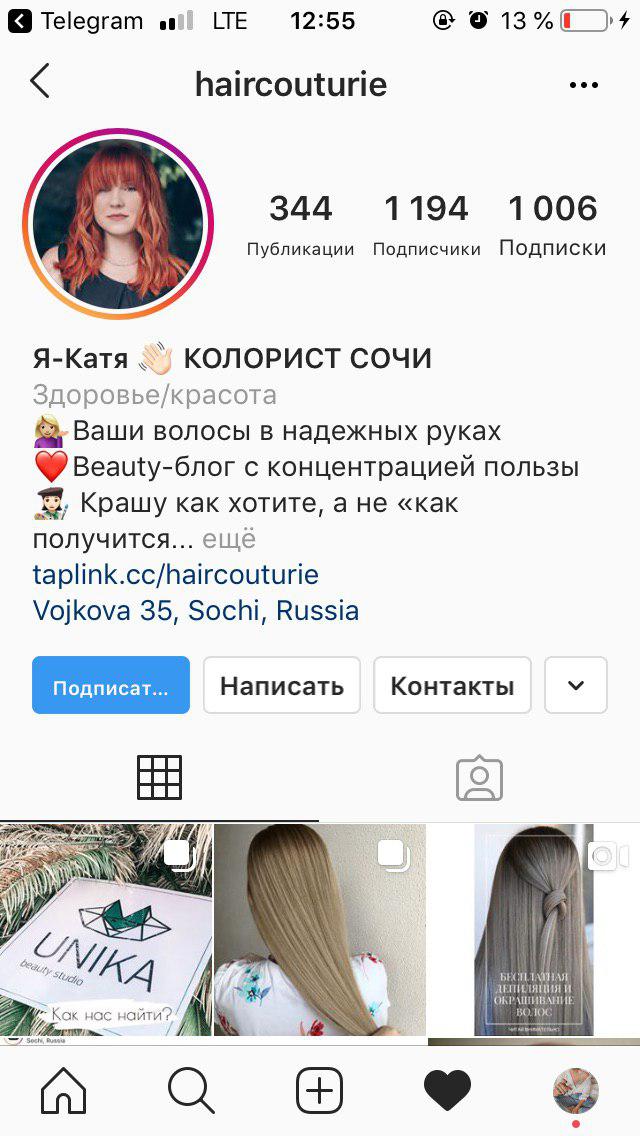 Telegram LTE 12:55 13 %
haircouturie
344 1 194 1 006
Публикации Подписчики Подписки
Я-Катя 👋🏻 КОЛОРИСТ СОЧИ
Здоровье/красота
💁🏼‍♀️Ваши волосы в надежных руках
❤️Beauty-блог с концентрацией пользы
👩🏻‍🎨 Крашу как хотите, а не «как
получится... ещё
taplink.cc/haircouturie
Vojkova 35, Sochi, Russia
Подписат... Написать Контакты
UNIKA
beauty studio
Как нас найти?
БЕСПЛАТНАЯ
ДЕПИЛЯЦИЯ И
ОКРАШИВАНИЕ
ВОЛОС
ЧИТАЙ ВНИМАТЕЛЬНО
Sochi, Russia